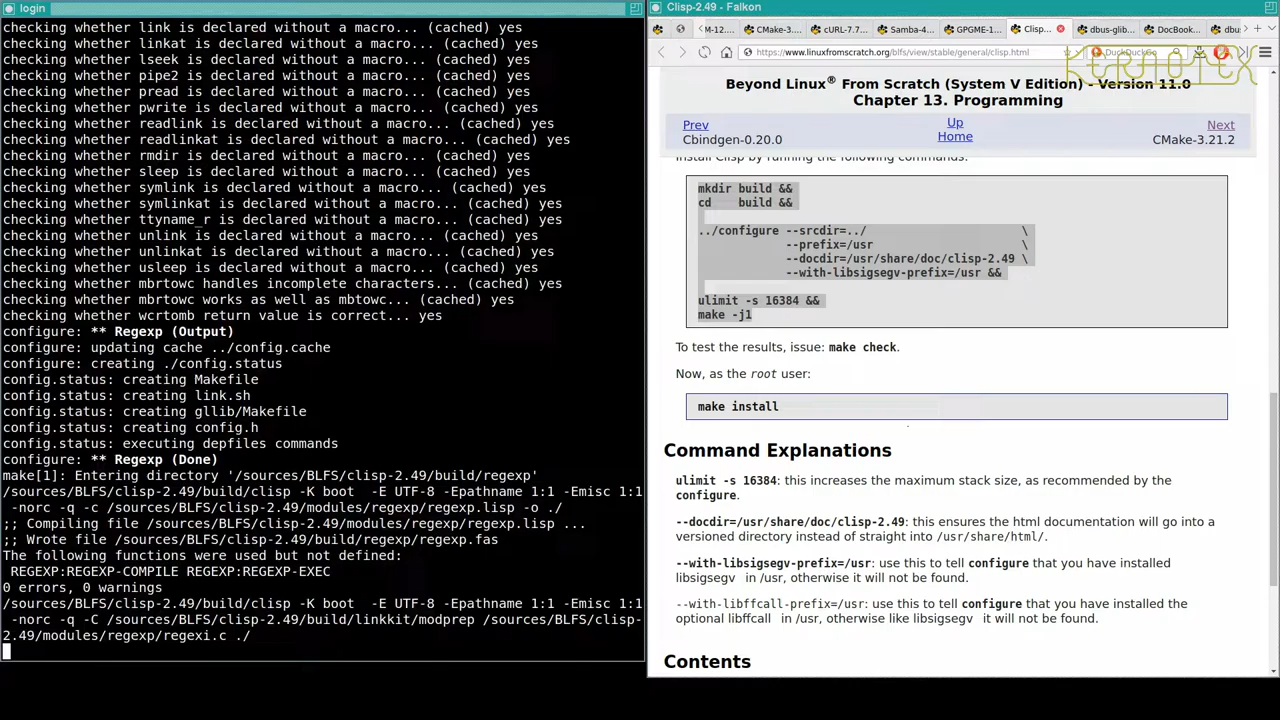 login
checking whether link is declared without a macro... (cached) yes
checking whether linkat is declared without a macro... (cached) yes
checking whether lseek is declared without a macro... (cached) yes
checking whether pipe2 is declared without a macro... (cached) yes
checking whether pread is declared without a macro... (cached) yes
checking whether pwrite is declared without a macro... (cached) yes
checking whether readlink is declared without a macro... (cached) yes
checking whether readlinkat is declared without a macro... (cached) yes
checking whether rmdir is declared without a macro... (cached) yes
checking whether sleep is declared without a macro... (cached) yes
checking whether symlink is declared without a macro... (cached) yes
checking whether symlinkat is declared without a macro... (cached) yes
checking whether ttyname_r is declared without a macro... (cached) yes
checking whether unlink is declared without a macro... (cached) yes
checking whether unlinkat is declared without a macro... (cached) yes
checking whether usleep is declared without a macro... (cached) yes
checking whether mbrtowc handles incomplete characters... (cached) yes
checking whether mbrtowc works as well as mbtowc... (cached) yes
checking whether wcrtomb return value is correct... yes
configure: ** Regexp (Output)
configure: updating cache ../config.cache
configure: creating ./config.status
config.status: creating Makefile
config.status: creating link.sh
config.status: creating gllib/Makefile
config.status: creating config.h
config.status: executing depfiles commands
configure: ** Regexp (Done)
make[1]: Entering directory '/sources/BLFS/clisp-2.49/build/regexp'
/sources/BLFS/clisp-2.49/build/clisp -K boot  -E UTF-8 -Epathname 1:1 -Emisc 1:1
 -norc -q -c /sources/BLFS/clisp-2.49/modules/regexp/regexp.lisp -o ./
;; Compiling file /sources/BLFS/clisp-2.49/modules/regexp/regexp.lisp ...
;; Wrote file /sources/BLFS/clisp-2.49/build/regexp/regexp.fas
The following functions were used but not defined:
 REGEXP:REGEXP-COMPILE REGEXP:REGEXP-EXEC
0 errors, 0 warnings
/sources/BLFS/clisp-2.49/build/clisp -K boot  -E UTF-8 -Epathname 1:1 -Emisc 1:1
 -norc -q -C /sources/BLFS/clisp-2.49/build/linkkit/modprep /sources/BLFS/clisp-
2.49/modules/regexp/regexi.c ./
Clisp-2.49 - Falkon
M-12.... CMake-3.... cURL-7.7... Samba-4... GPGME-1... Clisp... dbus-glib... DocBook... dbu
https://www.linuxfromscratch.org/blfs/view/stable/general/clisp.html DuckDuckGo
KERNOTEX
Beyond Linux® From Scratch (System V Edition) - Version 11.0
Chapter 13. Programming
Prev Up Next
Cbindgen-0.20.0 Home CMake-3.21.2
Install Clisp by running the following commands:
mkdir build &&
cd    build &&
../configure --srcdir=../                       \
             --prefix=/usr                      \
             --docdir=/usr/share/doc/clisp-2.49 \
             --with-libsigsegv-prefix=/usr &&
ulimit -s 16384 &&
make -j1
To test the results, issue: make check.
Now, as the root user:
make install
Command Explanations
ulimit -s 16384: this increases the maximum stack size, as recommended by the
configure.
--docdir=/usr/share/doc/clisp-2.49: this ensures the html documentation will go into a
versioned directory instead of straight into /usr/share/html/.
--with-libsigsegv-prefix=/usr: use this to tell configure that you have installed
libsigsegv in /usr, otherwise it will not be found.
--with-libffcall-prefix=/usr: use this to tell configure that you have installed the
optional libffcall in /usr, otherwise like libsigsegv it will not be found.
Contents